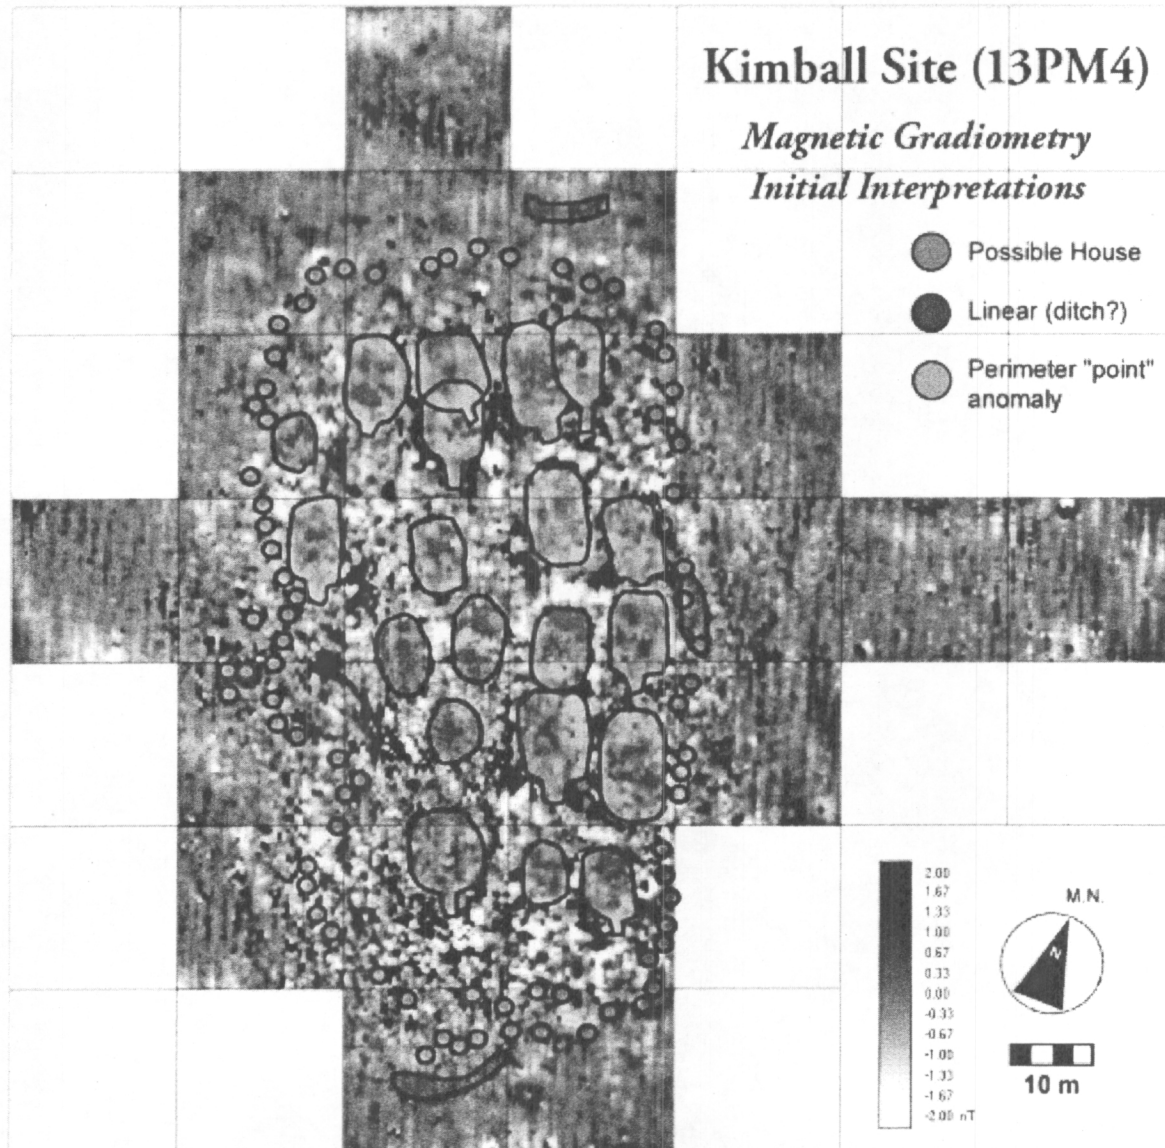 Kimball Site (13PM4)
Magnetic Gradiometry
Initial Interpretations
Possible House
Linear (ditch?)
Perimeter "point"
anomaly
2.00
1.67
1.33
1.00
0.67
0.33
0.00
-0.33
-0.67
-1.00
-1.33
-1.67
-2.00 nT
M.N.
N
10 m